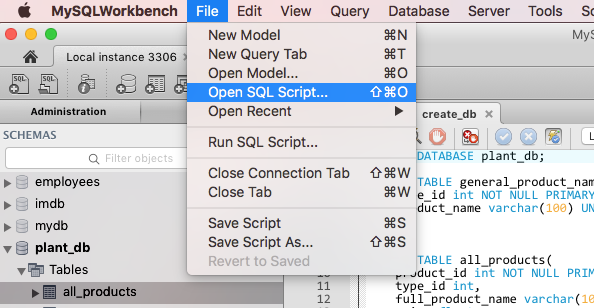 MySQLWorkbench File Edit View Query Database Server Tools
MyS
Local instance 3306
New Model ⌘N
New Query Tab ⌘T
Open Model... ⌘O
Open SQL Script... ⇧⌘O
Open Recent
Run SQL Script...
Close Connection Tab ⇧⌘W
Close Tab ⌘W
Save Script ⌘S
Save Script As... ⇧⌘S
Revert to Saved
SQL SQL
Administration
SCHEMAS
Filter objects
employees
imdb
mydb
plant_db
Tables
all_products
create_db
DATABASE plant_db;
TABLE general_product_nam
e_id int NOT NULL PRIMARY
duct_name varchar(100) UN
TABLE all_products(
product_id int NOT NULL PRIM
11 type_id int,
12 full_product_name varchar(10